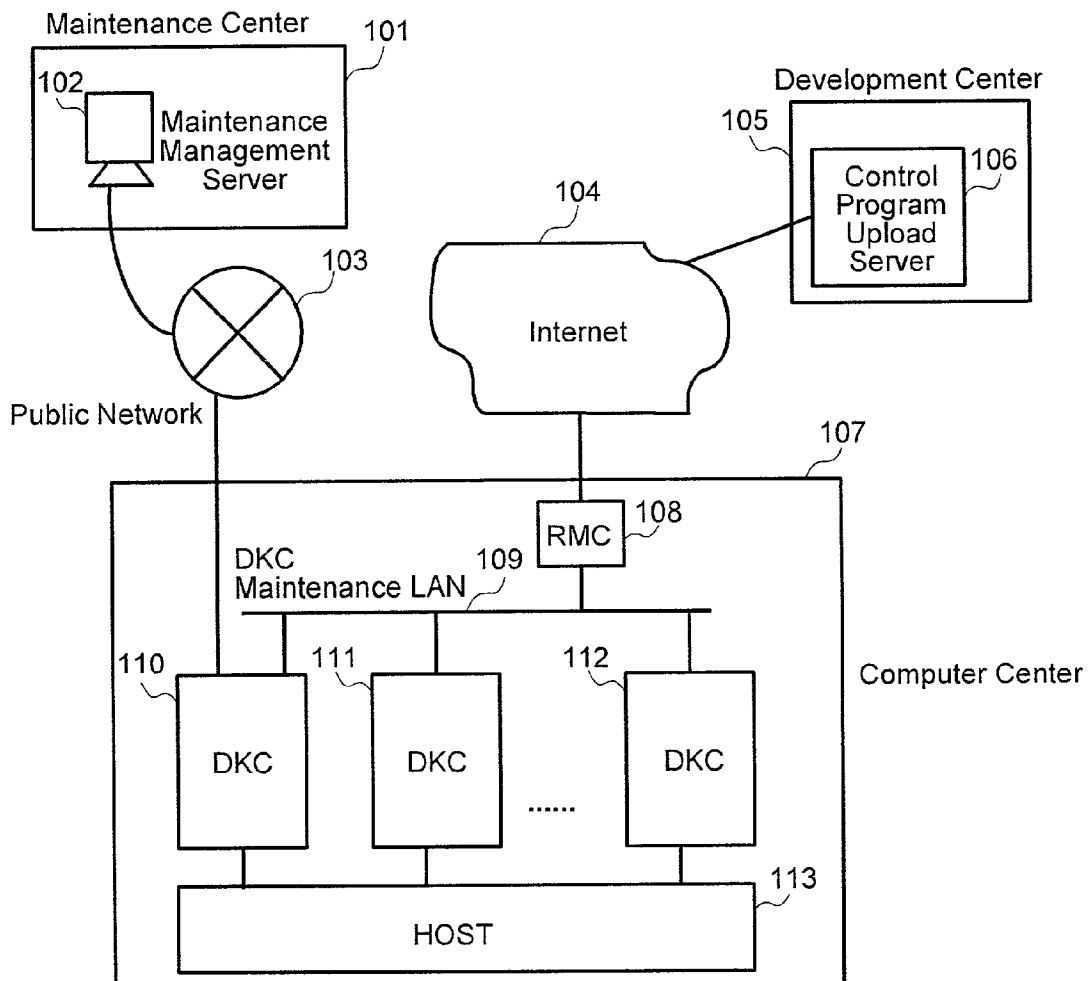 Maintenance Center
101
102
Maintenance
Management
Server
Development Center
105
106
Control
Program
Upload
Server
104
103
Internet
Public Network
107
108
RMC
DKC
Maintenance LAN
109
110
111
112
Computer Center
DKC
DKC
DKC
......
113
HOST